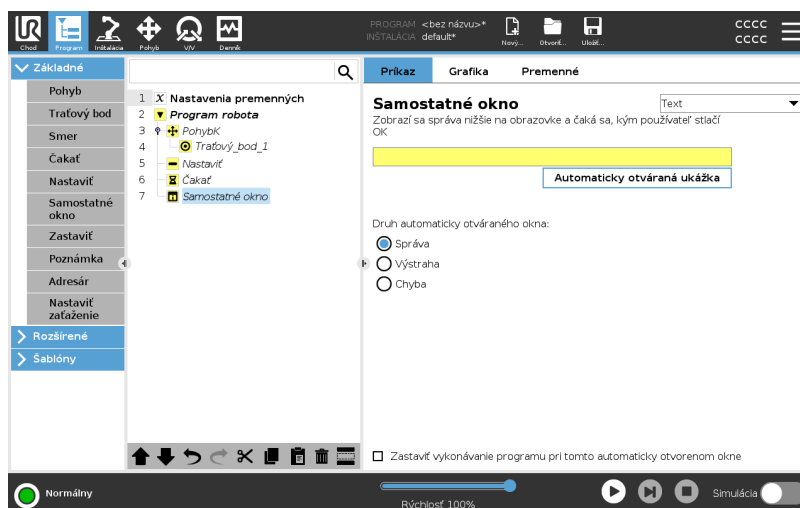 PROGRAM <bez názvu>*
INŠTALÁCIA default*
CCCC
CCCC
Chod
Program
Inštalácia
Pohyb
V/V
Denník
Nový...
Otvoriť...
Uložiť...
Základné
Pohyb
Traťový bod
Smer
Čakať
Nastaviť
Samostatné
okno
Zastaviť
Poznámka
Adresár
Nastaviť
zaťaženie
Rozšírené
Šablóny
1 X Nastavenia premenných
2 Program robota
3 PohybK
4 Traťový_bod_1
5 Nastaviť
6 Čakať
7 Samostatné okno
Príkaz Grafika Premenné
Samostatné okno
Text
Zobrazí sa správa nižšie na obrazovke a čaká sa, kým používateľ stlačí
OK
Automaticky otváraná ukážka
Druh automaticky otváraného okna:
Správa
Výstraha
Chyba
Zastaviť vykonávanie programu pri tomto automaticky otvorenom okne
Normálny
Rýchlosť 100%
Simulácia